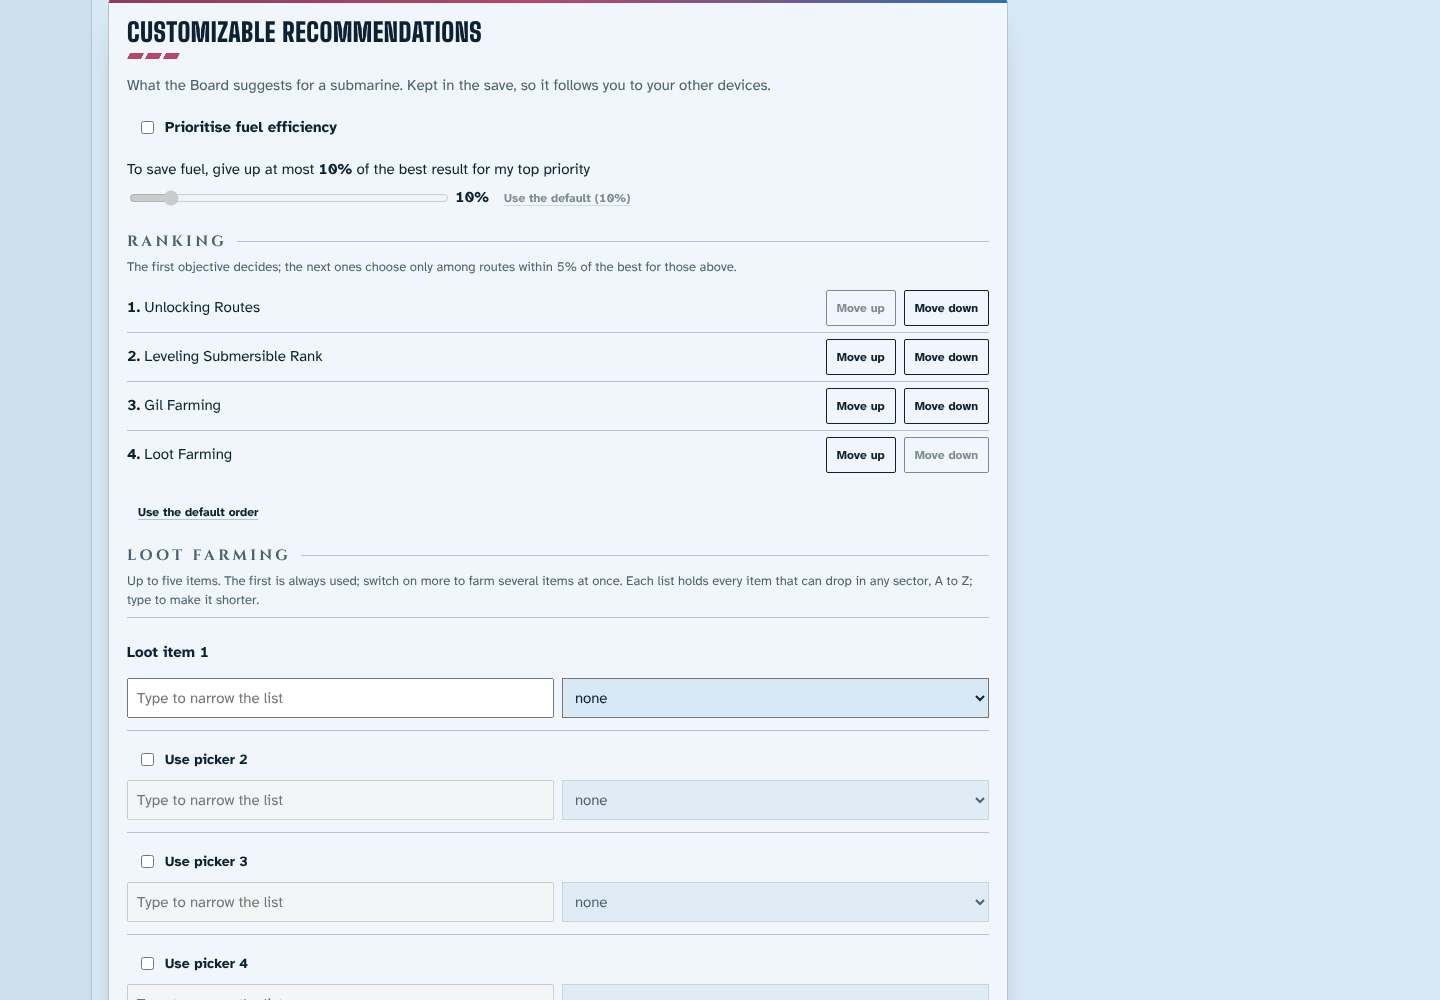 CUSTOMIZABLE RECOMMENDATIONS
What the Board suggests for a submarine. Kept in the save, so it follows you to your other devices.
Prioritise fuel efficiency
To save fuel, give up at most 10% of the best result for my top priority
10% Use the default (10%)
RANKING
The first objective decides; the next ones choose only among routes within 5% of the best for those above.
1. Unlocking Routes Move up Move down
2. Leveling Submersible Rank Move up Move down
3. Gil Farming Move up Move down
4. Loot Farming Move up Move down
Use the default order
LOOT FARMING
Up to five items. The first is always used; switch on more to farm several items at once. Each list holds every item that can drop in any sector, A to Z;
type to make it shorter.
Loot item 1
Type to narrow the list none
Use picker 2
Type to narrow the list none
Use picker 3
Type to narrow the list none
Use picker 4